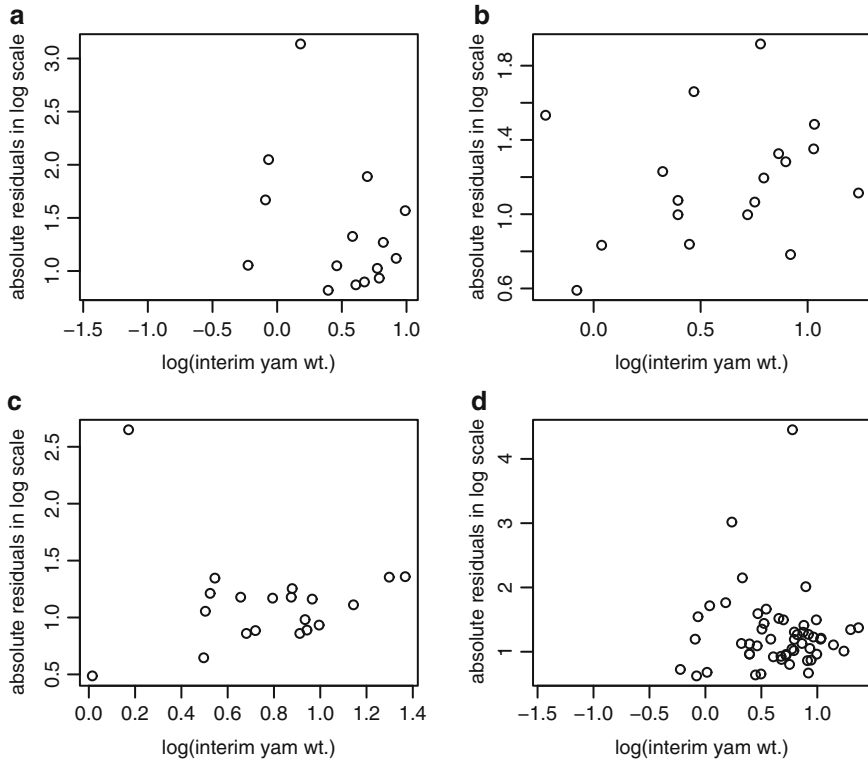 a
absolute residuals in log scale
3.0
2.5
2.0
1.5
1.0
−1.5 −1.0 −0.5 0.0 0.5 1.0
log(interim yam wt.)
b
absolute residuals in log scale
1.8
1.4
1.0
0.6
0.0 0.5 1.0
log(interim yam wt.)
c
absolute residuals in log scale
2.5
2.0
1.5
1.0
0.5
0.0 0.2 0.4 0.6 0.8 1.0 1.2 1.4
log(interim yam wt.)
d
absolute residuals in log scale
4
3
2
1
−1.5 −1.0 −0.5 0.0 0.5 1.0
log(interim yam wt.)